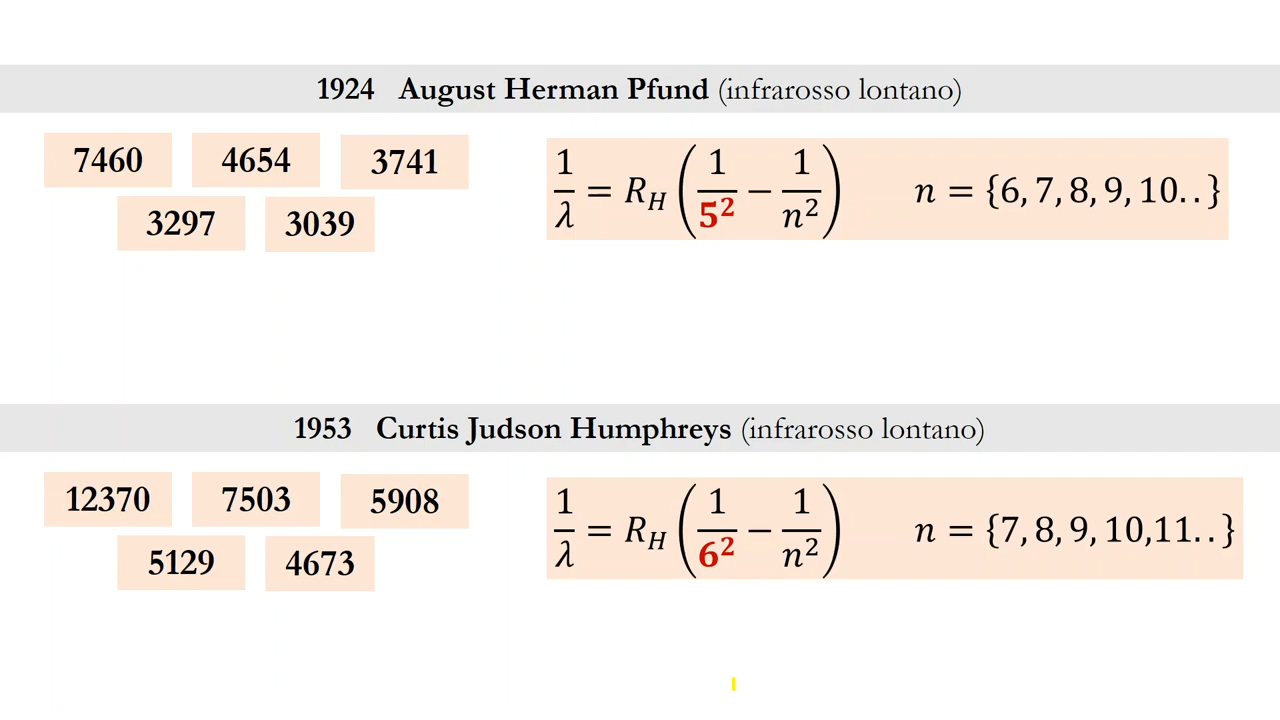 1924 August Herman Pfund (infrarosso lontano)
7460 4654 3741
3297 3039
1/λ = R_H (1/5² − 1/n²) n = {6, 7, 8, 9, 10. . }
1953 Curtis Judson Humphreys (infrarosso lontano)
12370 7503 5908
5129 4673
1/λ = R_H (1/6² − 1/n²) n = {7, 8, 9, 10,11. . }